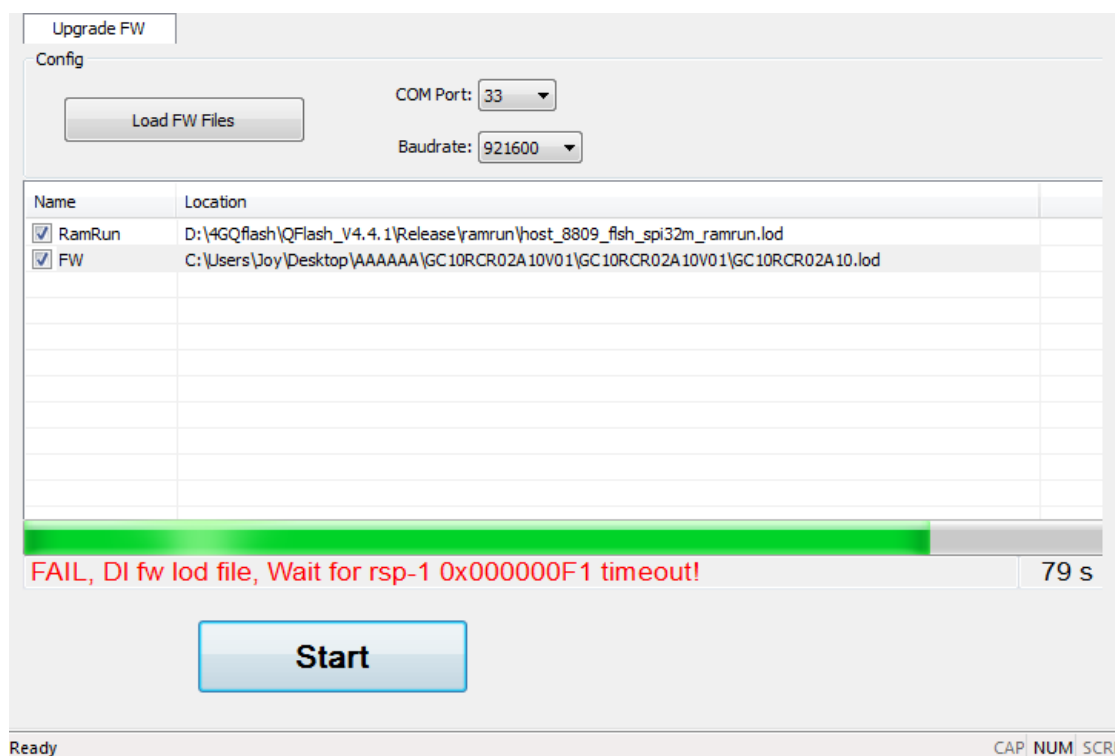 Upgrade FW
Config
Load FW Files
COM Port: 33
Baudrate: 921600
Name Location
RamRun D:\4GQflash\QFlash_V4.4.1\Release\ramrun\host_8809_flsh_spi32m_ramrun.lod
FW C:\Users\Joy\Desktop\AAAAAA\GC10RCR02A10V01\GC10RCR02A10V01\GC10RCR02A10.lod
FAIL, DI fw lod file, Wait for rsp-1 0x000000F1 timeout! 79 s
Start
Ready CAP NUM SCR